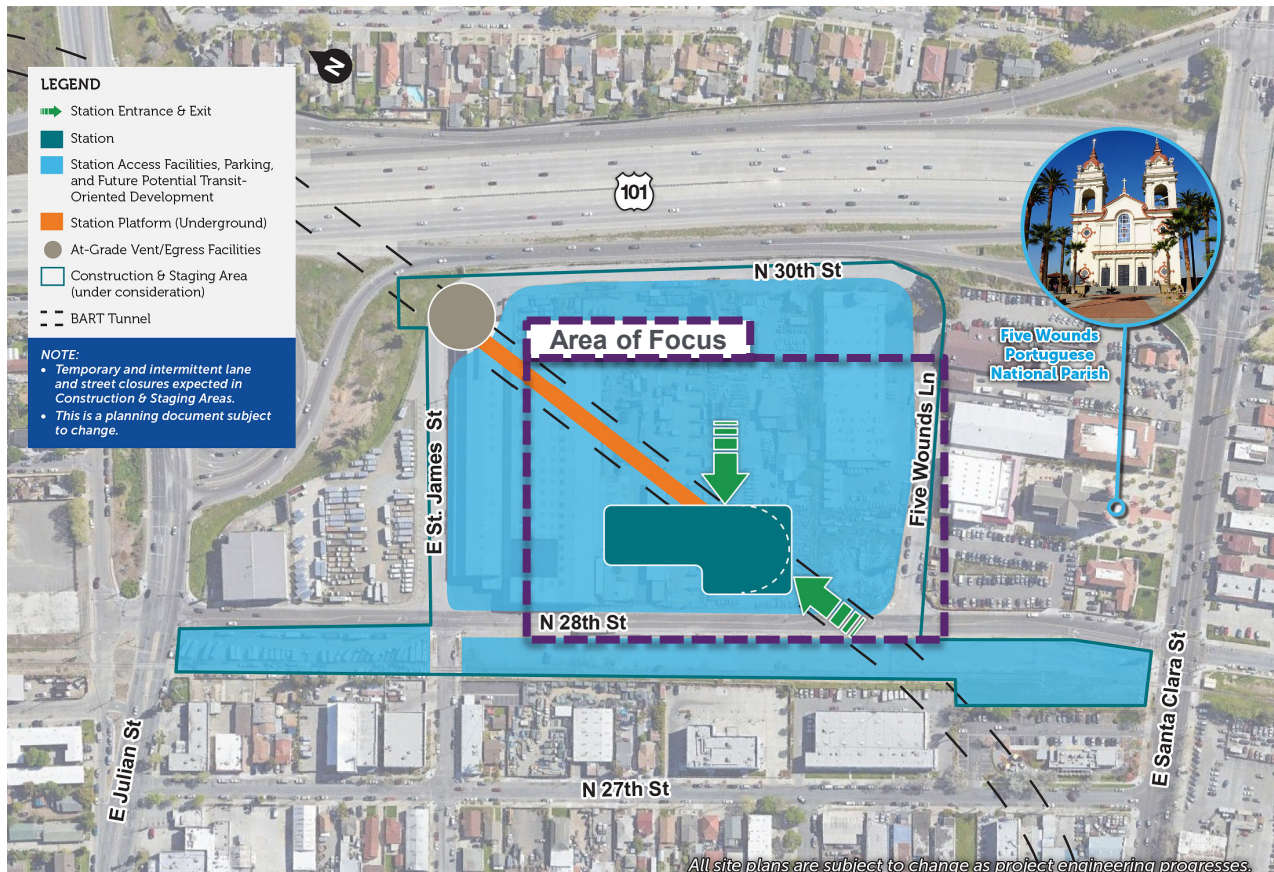 N
LEGEND
Station Entrance & Exit
Station
Station Access Facilities, Parking,
and Future Potential Transit-
Oriented Development
Station Platform (Underground)
At-Grade Vent/Egress Facilities
Construction & Staging Area
(under consideration)
BART Tunnel
NOTE:
• Temporary and intermittent lane
and street closures expected in
Construction & Staging Areas.
• This is a planning document subject
to change.
101
N 30th St
Area of Focus
Five Wounds
Portuguese
National Parish
Five Wounds Ln
E St. James St
N 28th St
E Julian St
E Santa Clara St
N 27th St
All site plans are subject to change as project engineering progresses.